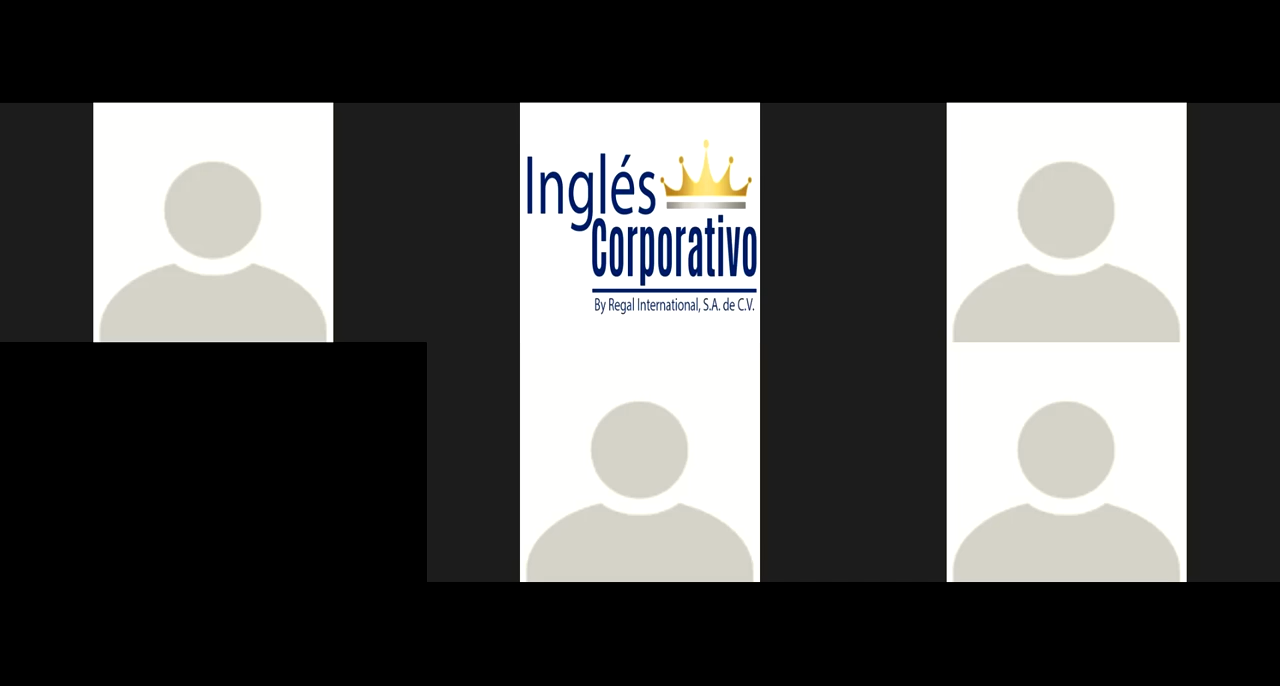 Inglés
Corporativo
By Regal International, S.A. de C.V.